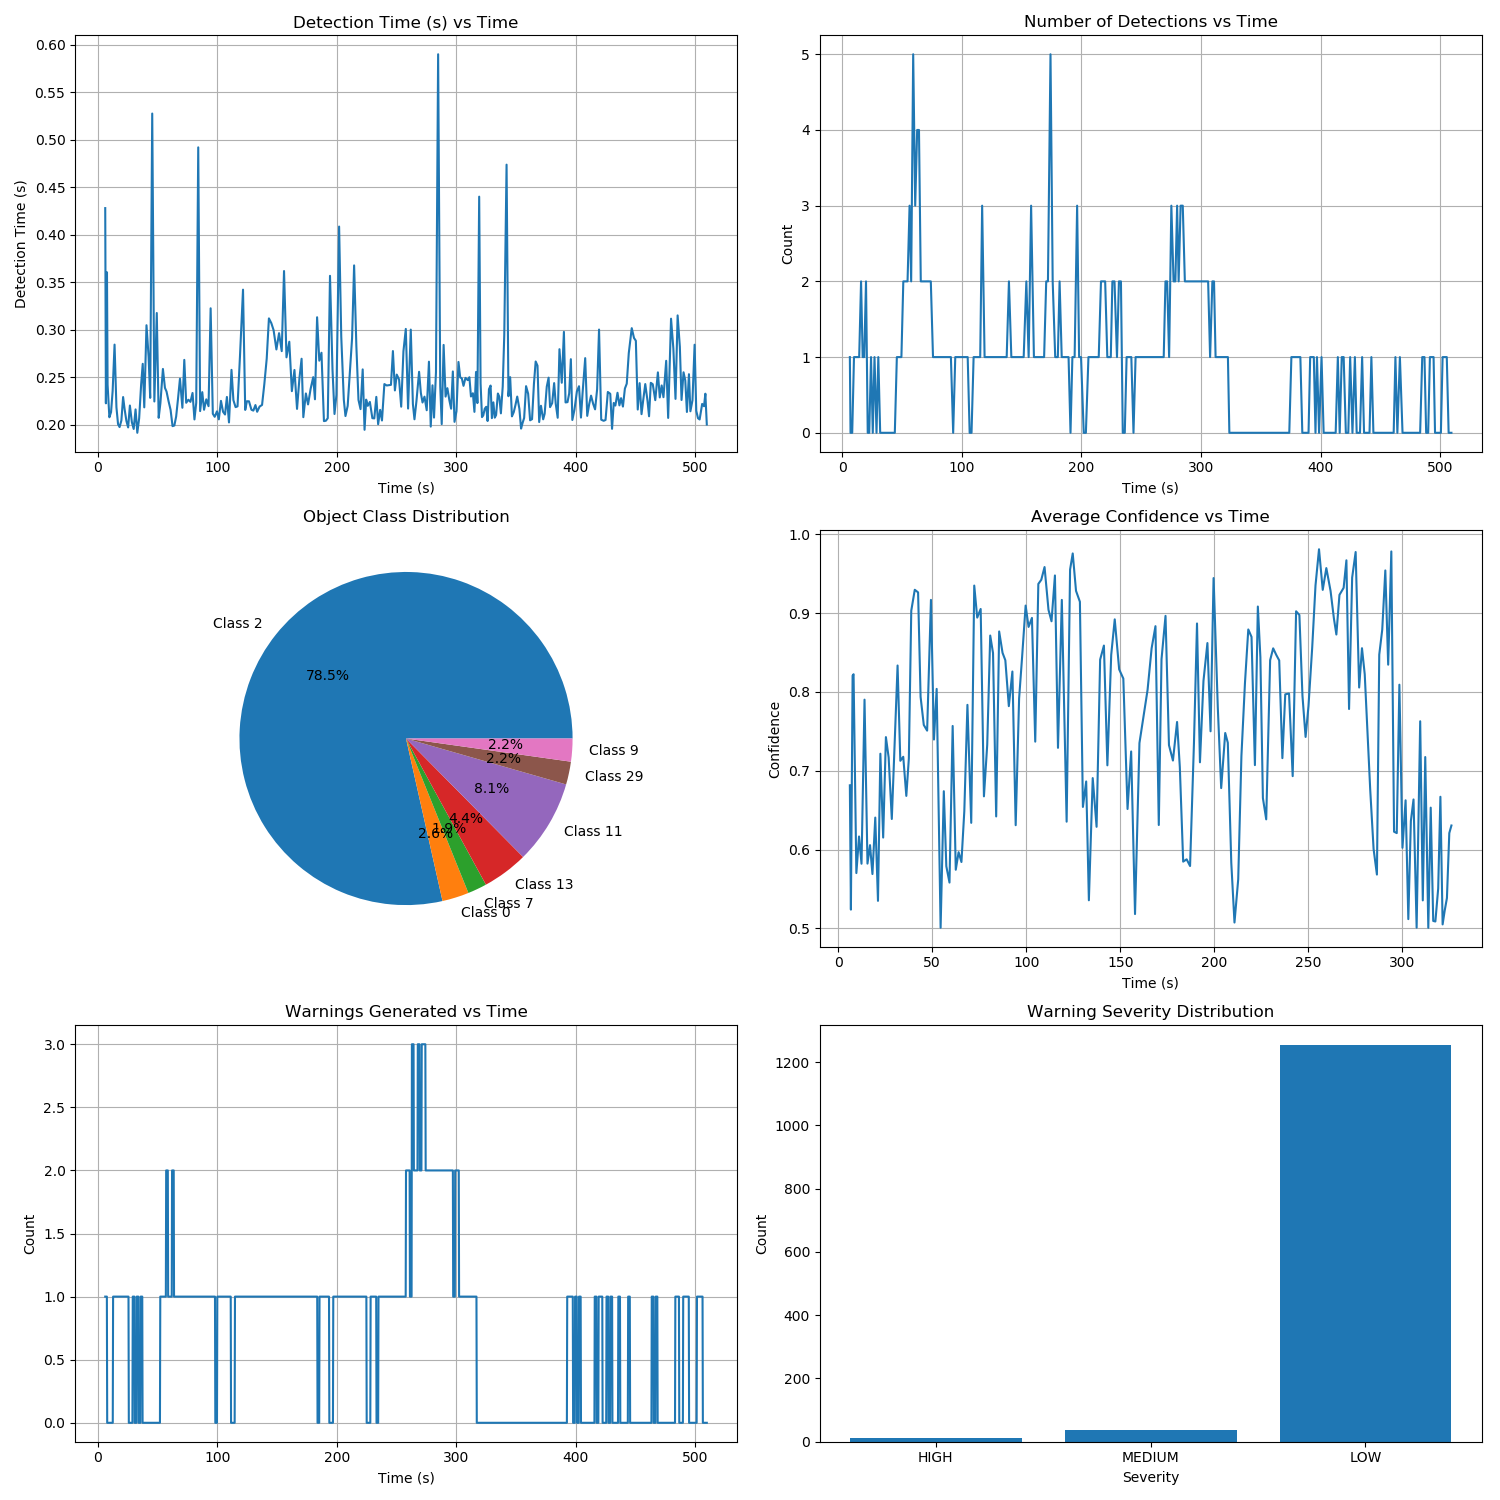 Detection Time (s) vs Time
Detection Time (s)
0.60
0.55
0.50
0.45
0.40
0.35
0.30
0.25
0.20
0 100 200 300 400 500
Time (s)
Number of Detections vs Time
Count
5
4
3
2
1
0
0 100 200 300 400 500
Time (s)
Object Class Distribution
Class 2
78.5%
2.2%
Class 9
2.2%
Class 29
8.1%
Class 11
4.4%
Class 13
1.9%
Class 7
2.6%
Class 0
Average Confidence vs Time
Confidence
1.0
0.9
0.8
0.7
0.6
0.5
0 50 100 150 200 250 300
Time (s)
Warnings Generated vs Time
Count
3.0
2.5
2.0
1.5
1.0
0.5
0.0
0 100 200 300 400 500
Time (s)
Warning Severity Distribution
Count
1200
1000
800
600
400
200
0
HIGH MEDIUM LOW
Severity